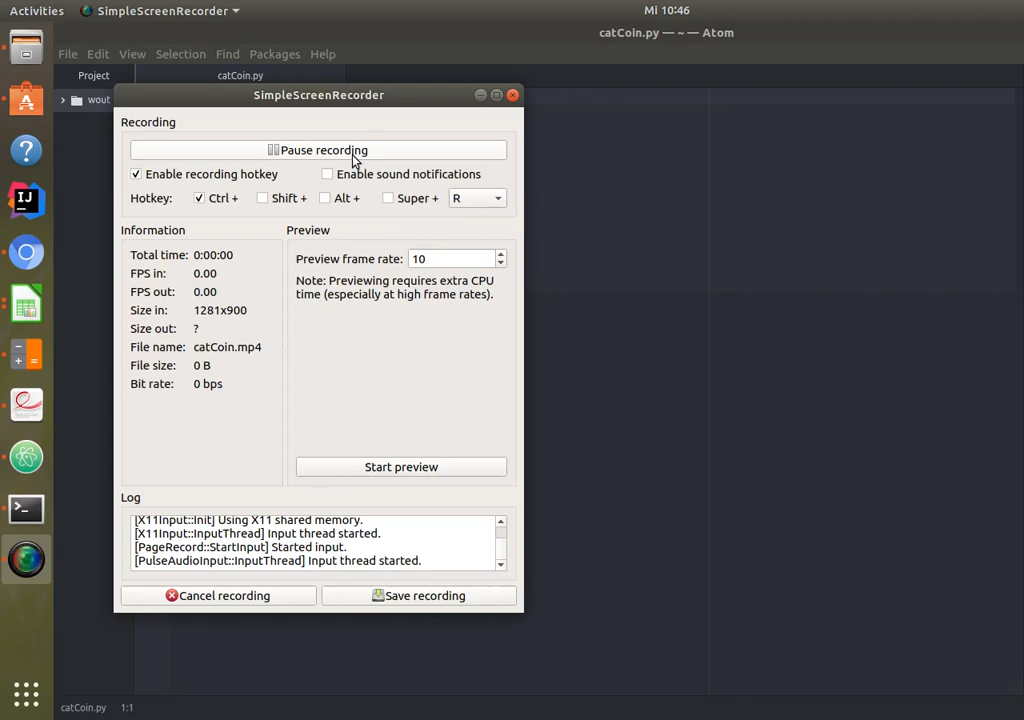 Activities SimpleScreenRecorder Mi 10:46
catCoin.py — ~ — Atom
File Edit View Selection Find Packages Help
Project catCoin.py
wout
SimpleScreenRecorder
Recording
Pause recording
Enable recording hotkey Enable sound notifications
Hotkey: Ctrl + Shift + Alt + Super + R
Information
Total time: 0:00:00
FPS in: 0.00
FPS out: 0.00
Size in: 1281x900
Size out: ?
File name: catCoin.mp4
File size: 0 B
Bit rate: 0 bps
Preview
Preview frame rate: 10
Note: Previewing requires extra CPU
time (especially at high frame rates).
Start preview
Log
[X11Input::Init] Using X11 shared memory.
[X11Input::InputThread] Input thread started.
[PageRecord::StartInput] Started input.
[PulseAudioInput::InputThread] Input thread started.
Cancel recording Save recording
catCoin.py 1:1